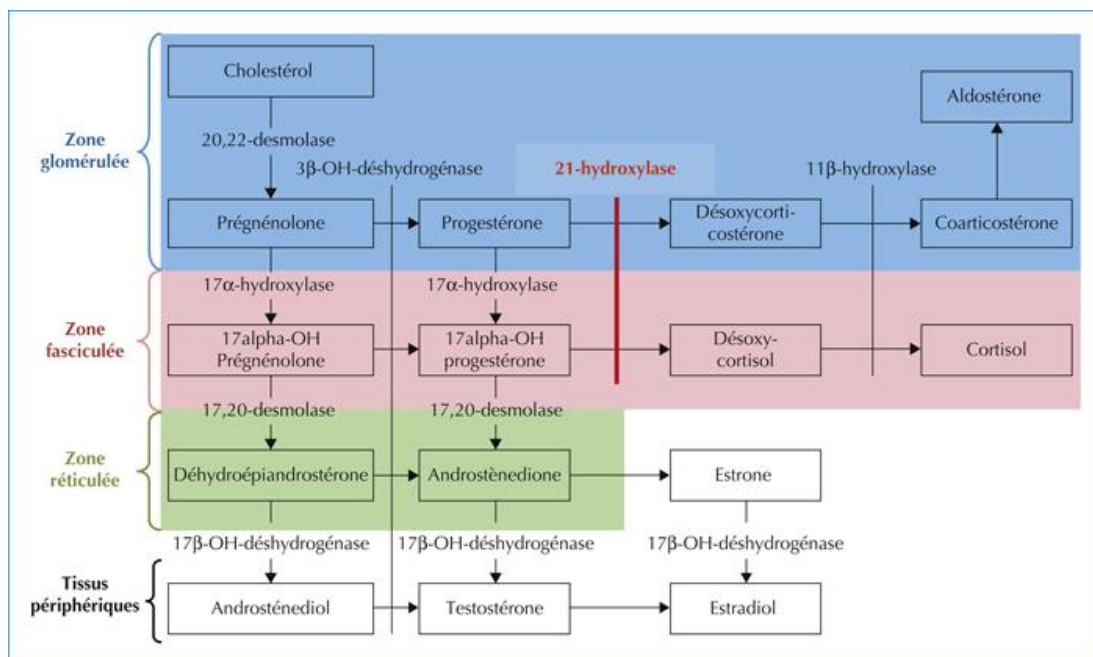 Cholestérol
Aldostérone
Zone
glomérulée
20,22-desmolase
3β-OH-déshydrogénase
21-hydroxylase
11β-hydroxylase
Prégnénolone
Progestérone
Désoxycorti-
costérone
Coarticostérone
17α-hydroxylase
17α-hydroxylase
Zone
fasciculée
17alpha-OH
Prégnénolone
17alpha-OH
progestérone
Désoxy-
cortisol
Cortisol
17,20-desmolase
17,20-desmolase
Zone
réticulée
Déhydroépiandrostérone
Androstènedione
Estrone
17β-OH-déshydrogénase
17β-OH-déshydrogénase
17β-OH-déshydrogénase
Tissus
périphériques
Androsténediol
Testostérone
Estradiol